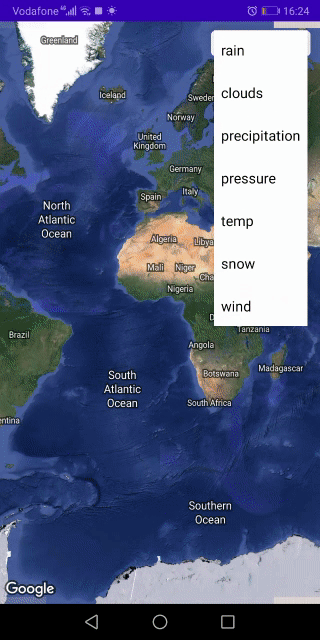 Vodafone 4G 16:24
Greenland
Iceland
Sweden
Norway
United
Kingdom
Germany
Spain
Italy
North
Atlantic
Ocean
Algeria
Libya
Mali
Niger
Cha
Nigeria
D
Tanzania
Brazil
Angola
Botswana
Madagascar
South
Atlantic
Ocean
South Africa
entina
Southern
Ocean
Google
rain
clouds
precipitation
pressure
temp
snow
wind